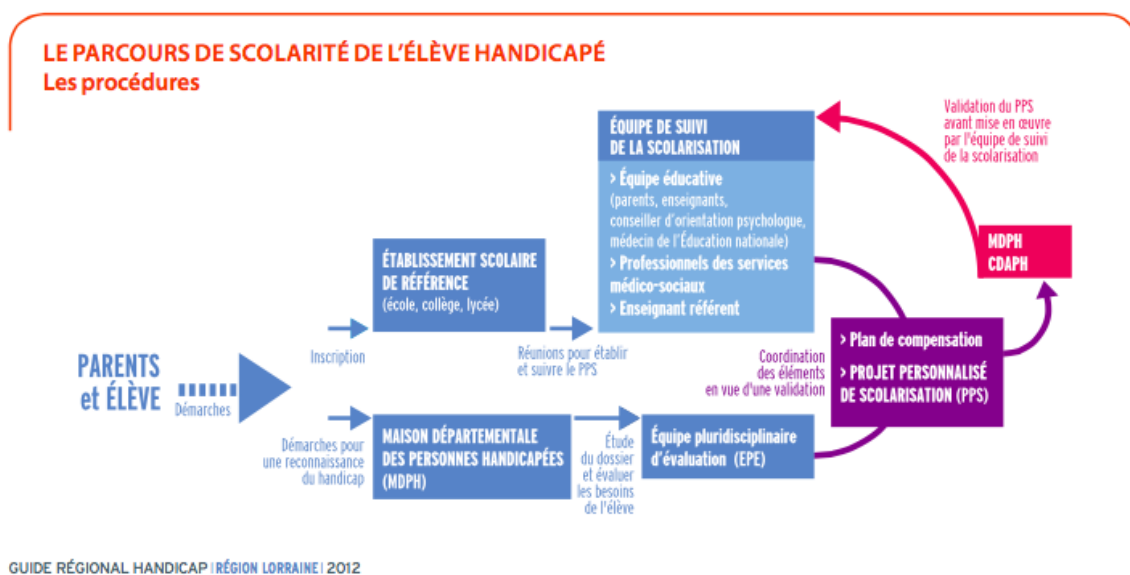 LE PARCOURS DE SCOLARITÉ DE L'ÉLÈVE HANDICAPÉ
Les procédures
PARENTS
et ÉLÈVE
Démarches
Inscription
ÉTABLISSEMENT SCOLAIRE
DE RÉFÉRENCE
(école, collège, lycée)
Réunions pour établir
et suivre le PPS
ÉQUIPE DE SUIVI
DE LA SCOLARISATION
> Équipe éducative
(parents, enseignants,
conseiller d'orientation psychologue,
médecin de l'Éducation nationale)
> Professionnels des services
médico-sociaux
> Enseignant référent
Démarches pour
une reconnaissance
du handicap
MAISON DÉPARTEMENTALE
DES PERSONNES HANDICAPÉES
(MDPH)
Étude
du dossier
et évaluer
les besoins
de l'élève
Équipe pluridisciplinaire
d'évaluation (EPE)
Coordination
des éléments
en vue d'une validation
> Plan de compensation
> PROJET PERSONNALISÉ
DE SCOLARISATION (PPS)
MDPH
CDAPH
Validation du PPS
avant mise en œuvre
par l'équipe de suivi
de la scolarisation
GUIDE RÉGIONAL HANDICAP | RÉGION LORRAINE | 2012